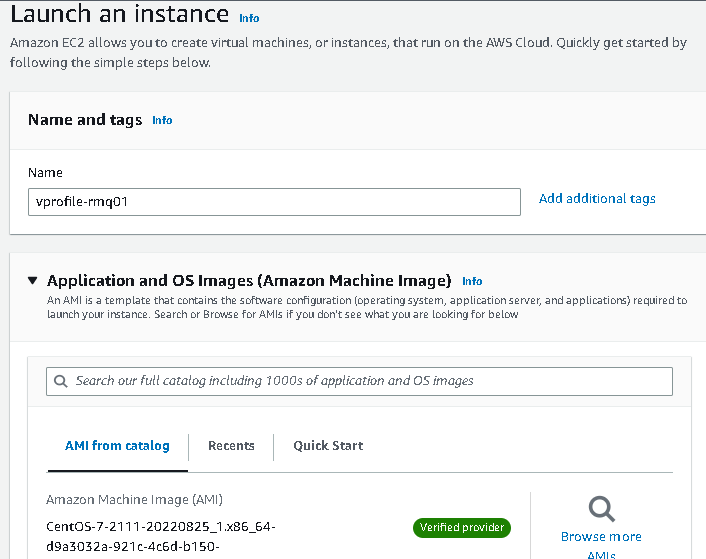 Launch an instance Info
Amazon EC2 allows you to create virtual machines, or instances, that run on the AWS Cloud. Quickly get started by
following the simple steps below.
Name and tags Info
Name
vprofile-rmq01
Add additional tags
Application and OS Images (Amazon Machine Image) Info
An AMI is a template that contains the software configuration (operating system, application server, and applications) required to
launch your instance. Search or Browse for AMIs if you don't see what you are looking for below
Search our full catalog including 1000s of application and OS images
AMI from catalog
Recents
Quick Start
Amazon Machine Image (AMI)
CentOS-7-2111-20220825_1.x86_64-
d9a3032a-921c-4c6d-b150-
Verified provider
Browse more
AMIs